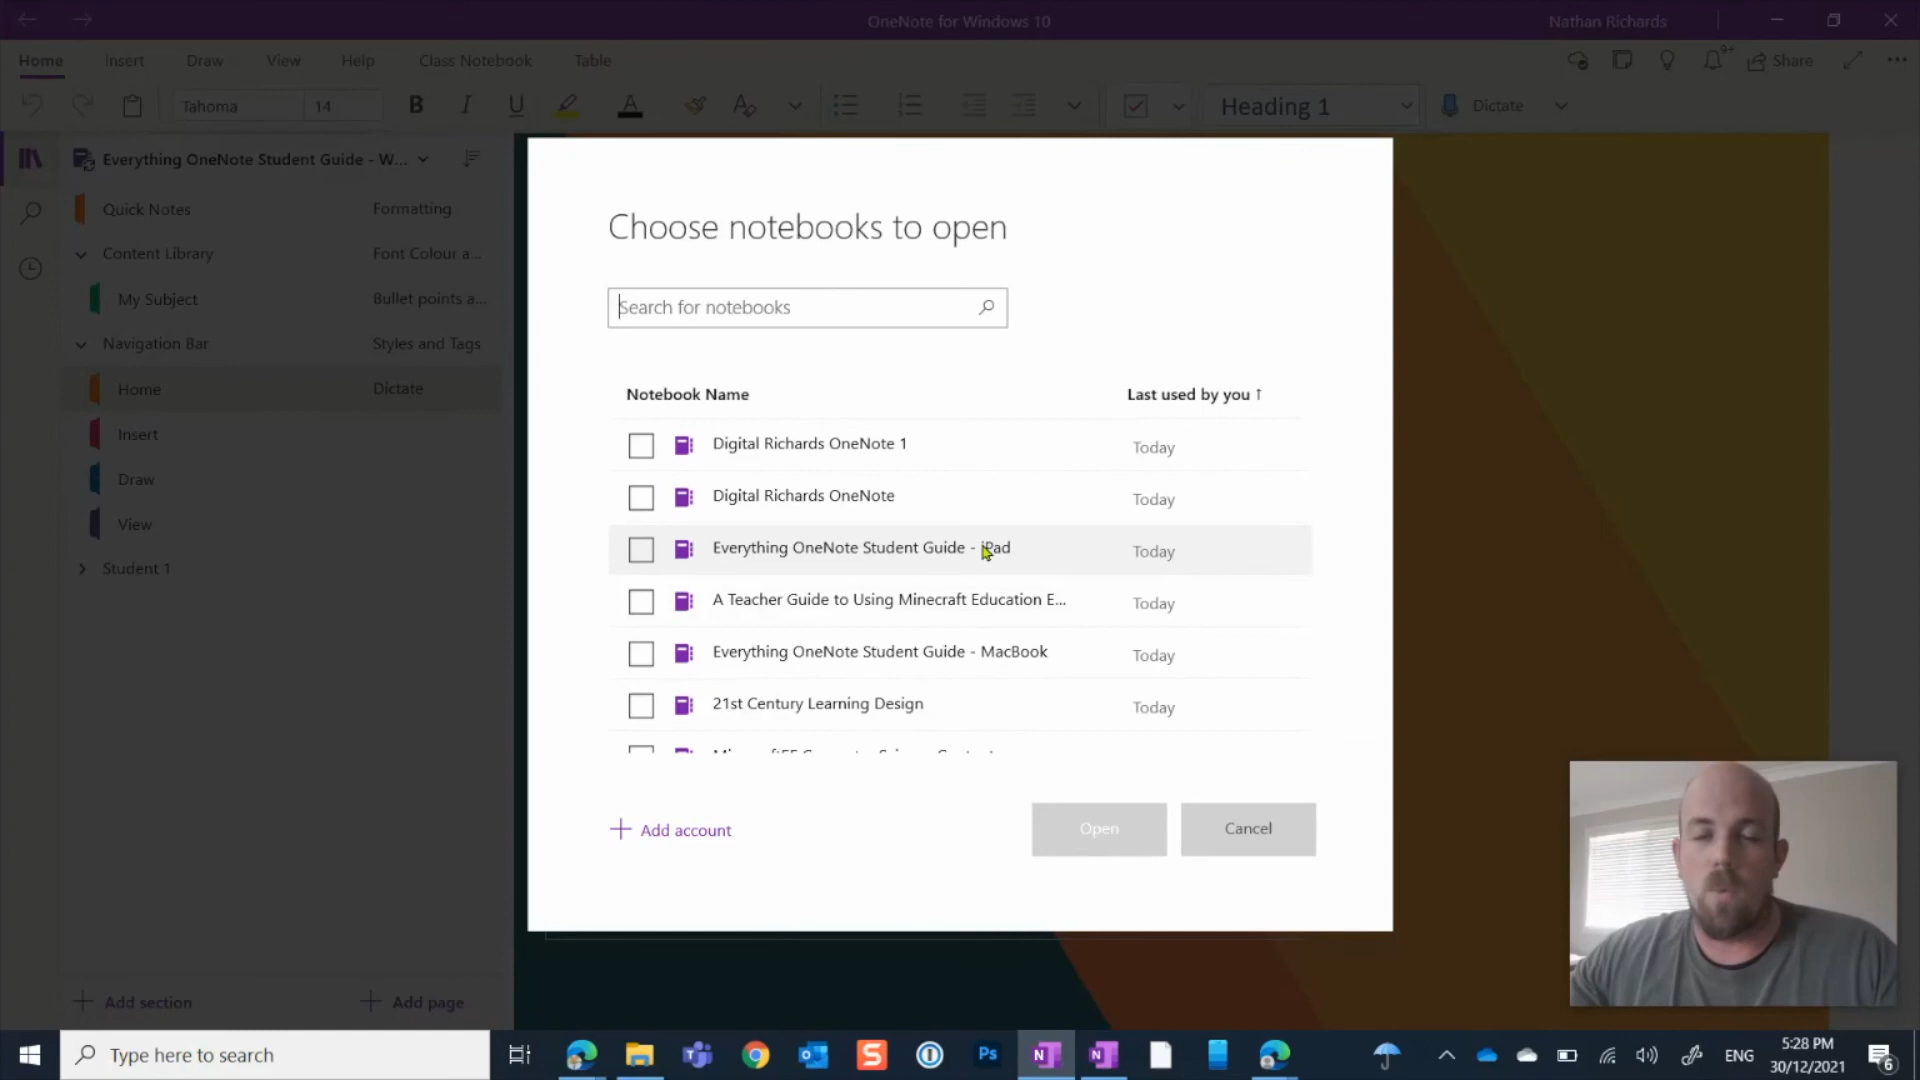 OneNote for Windows 10
Nathan Richards
Home Insert Draw View Help Class Notebook Table
9+
Share
Tahoma 14 B I U A Heading 1 Dictate
Everything OneNote Student Guide - W...
Quick Notes
Content Library
My Subject
Navigation Bar
Home
Insert
Draw
View
Student 1
Formatting
Font Colour a...
Bullet points a...
Styles and Tags
Dictate
Add section
Add page
Choose notebooks to open
Search for notebooks
Notebook Name Last used by you ↑
Digital Richards OneNote 1 Today
Digital Richards OneNote Today
Everything OneNote Student Guide - iPad Today
A Teacher Guide to Using Minecraft Education E... Today
Everything OneNote Student Guide - MacBook Today
21st Century Learning Design Today
Add account
Open
Cancel
Type here to search
Ps
ENG
5:28 PM
30/12/2021
6